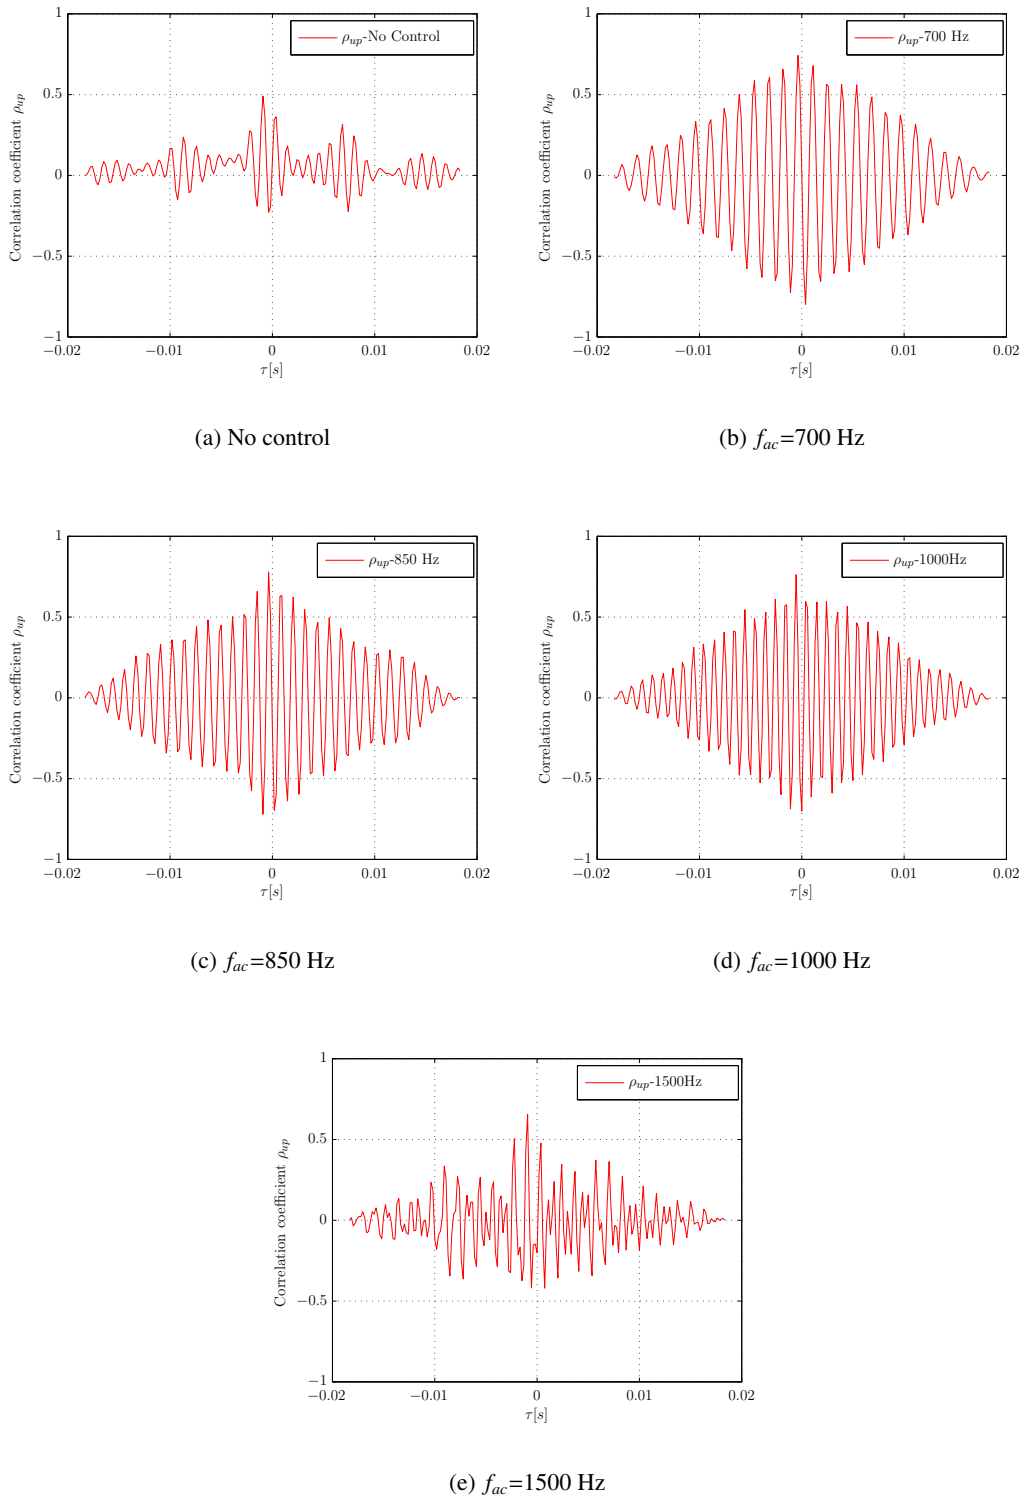 ρup-No Control
1
0.5
0
−0.5
−1
Correlation coefficient ρup
−0.02
−0.01
0
0.01
0.02
τ[s]
(a) No control
ρup-700 Hz
1
0.5
0
−0.5
−1
Correlation coefficient ρup
−0.02
−0.01
0
0.01
0.02
τ[s]
(b) fac=700 Hz
ρup-850 Hz
1
0.5
0
−0.5
−1
Correlation coefficient ρup
−0.02
−0.01
0
0.01
0.02
τ[s]
(c) fac=850 Hz
ρup-1000Hz
1
0.5
0
−0.5
−1
Correlation coefficient ρup
−0.02
−0.01
0
0.01
0.02
τ[s]
(d) fac=1000 Hz
ρup-1500Hz
1
0.5
0
−0.5
−1
Correlation coefficient ρup
−0.02
−0.01
0
0.01
0.02
τ[s]
(e) fac=1500 Hz